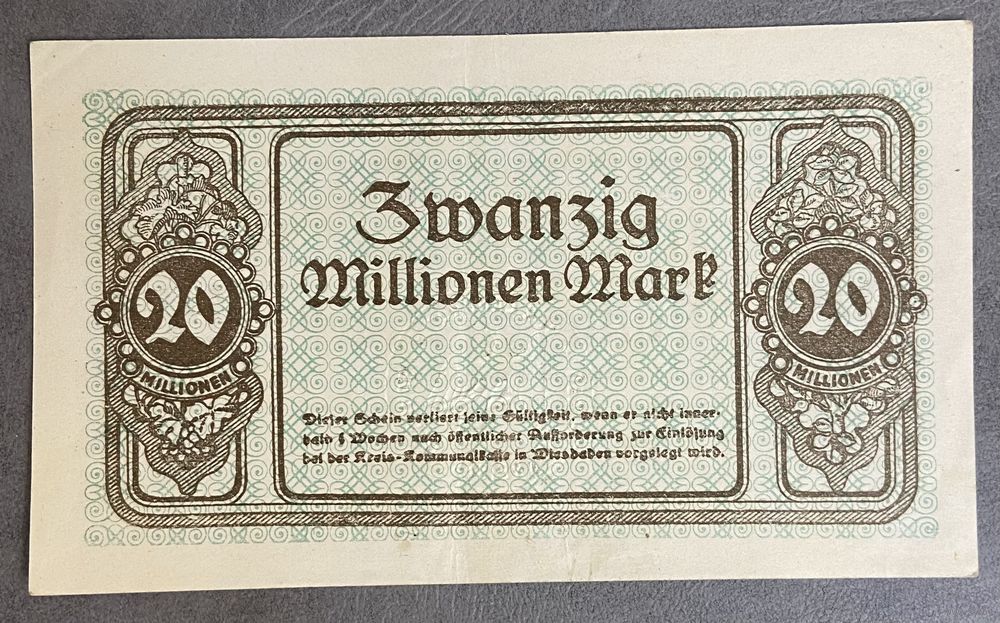 Zwanzig
Millionen Mark
20
MILLIONEN
20
MILLIONEN
Dieser Schein verliert seine Gültigkeit, wenn er nicht inner-
halb Wochen nach öffentlicher Aufforderung zur Einlösung
bei der Kreis-Kommunalkasse in Wiesbaden vorgelegt wird.